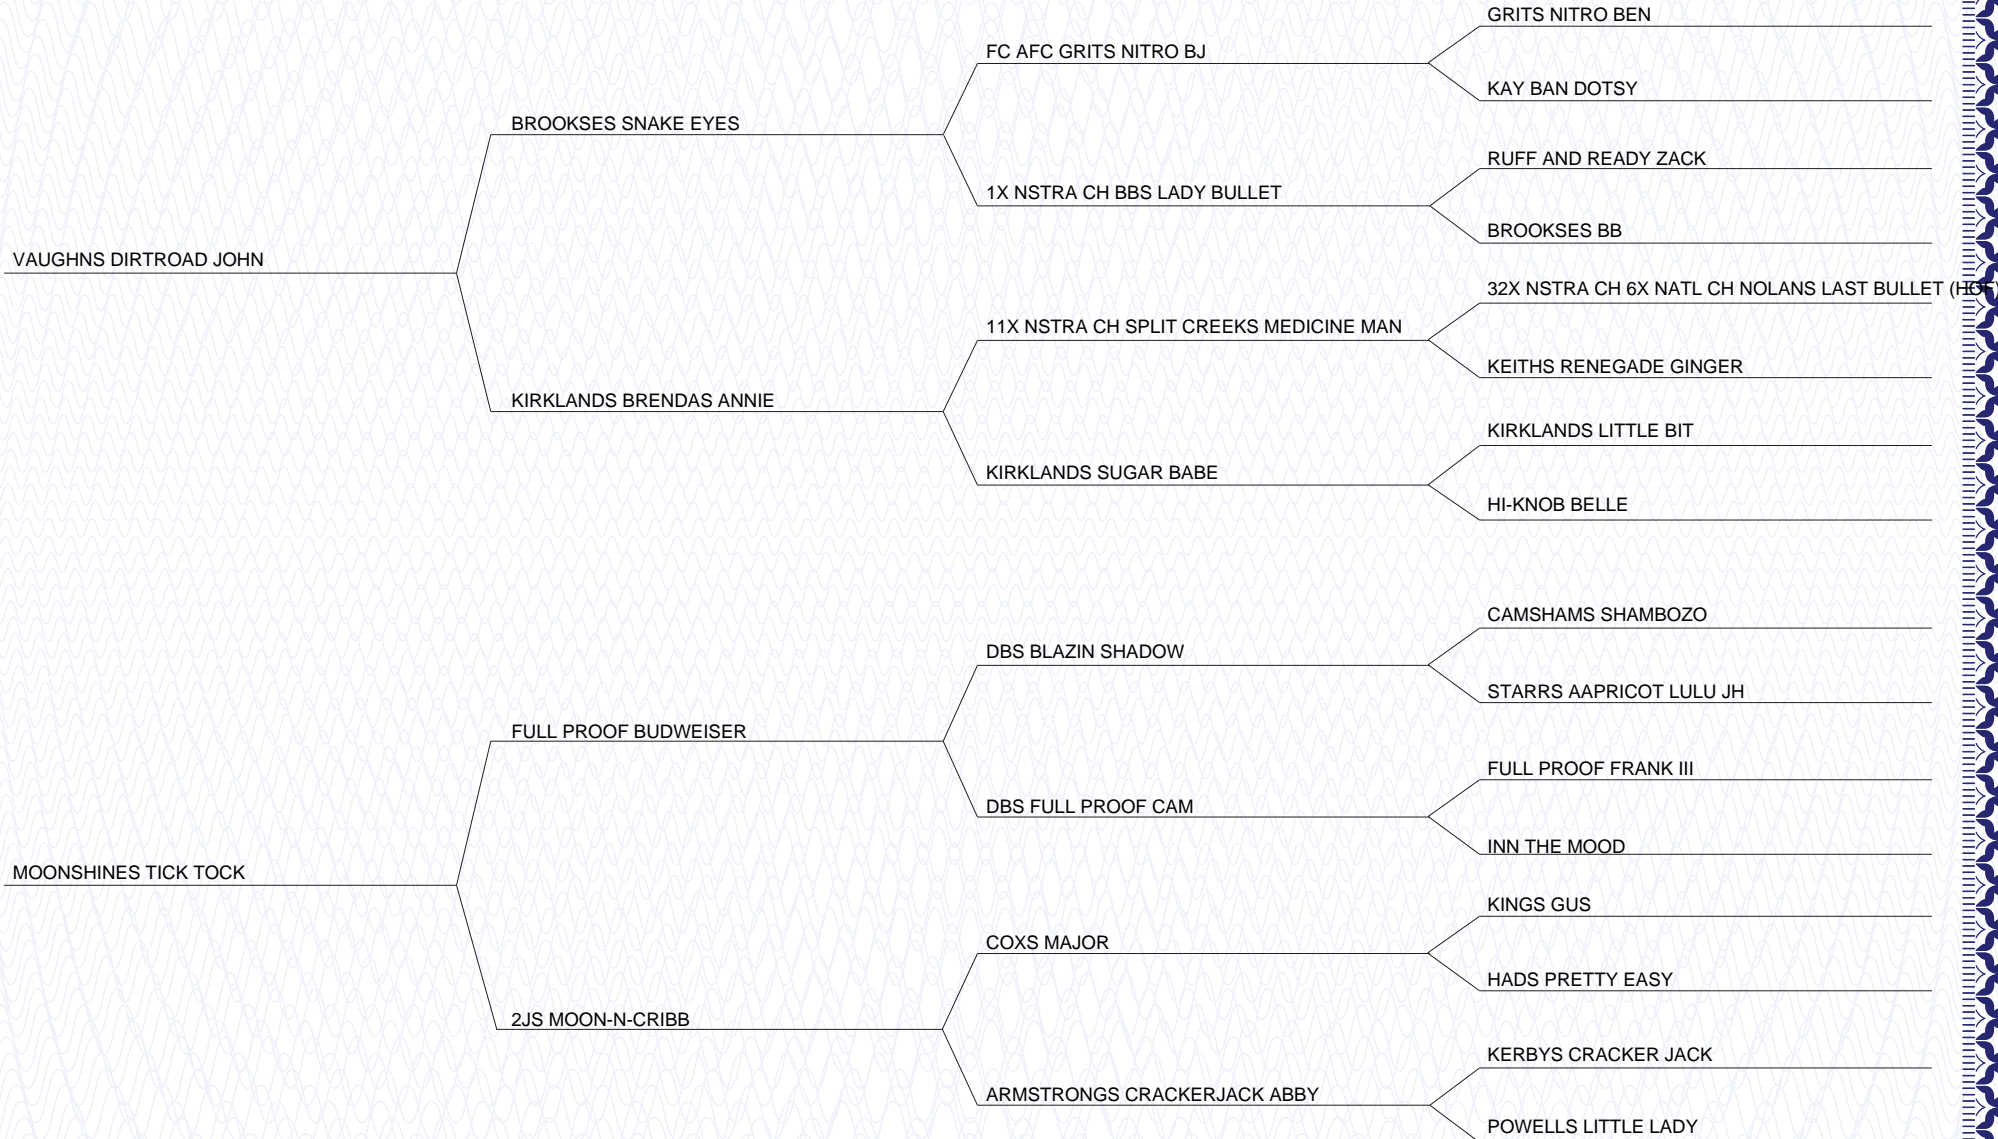 GRITS NITRO BEN
FC AFC GRITS NITRO BJ
KAY BAN DOTSY
BROOKSES SNAKE EYES
RUFF AND READY ZACK
1X NSTRA CH BBS LADY BULLET
BROOKSES BB
VAUGHNS DIRTROAD JOHN
32X NSTRA CH 6X NATL CH NOLANS LAST BULLET (HOF)
11X NSTRA CH SPLIT CREEKS MEDICINE MAN
KEITHS RENEGADE GINGER
KIRKLANDS BRENDAS ANNIE
KIRKLANDS LITTLE BIT
KIRKLANDS SUGAR BABE
HI-KNOB BELLE
CAMSHAMS SHAMBOZO
DBS BLAZIN SHADOW
STARRS AAPRICOT LULU JH
FULL PROOF BUDWEISER
FULL PROOF FRANK III
DBS FULL PROOF CAM
INN THE MOOD
MOONSHINES TICK TOCK
KINGS GUS
COXS MAJOR
HADS PRETTY EASY
2JS MOON-N-CRIBB
KERBYS CRACKER JACK
ARMSTRONGS CRACKERJACK ABBY
POWELLS LITTLE LADY